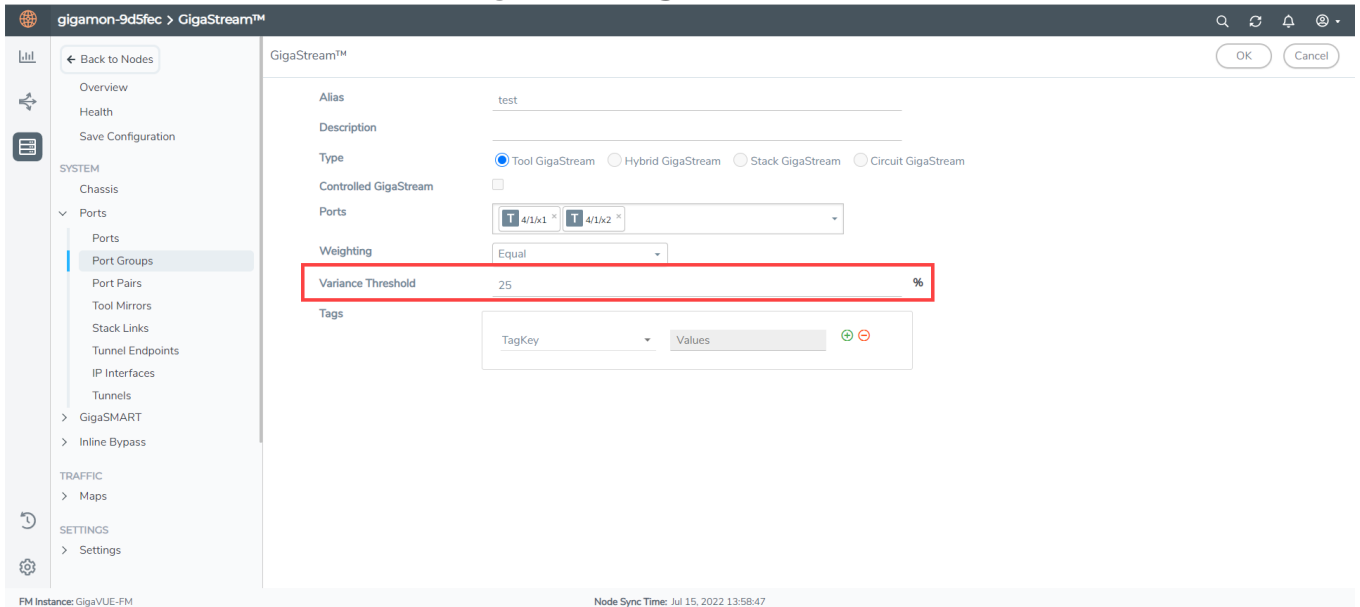 gigamon-9d5fec > GigaStream™
← Back to Nodes
Overview
Health
Save Configuration
SYSTEM
Chassis
Ports
Ports
Port Groups
Port Pairs
Tool Mirrors
Stack Links
Tunnel Endpoints
IP Interfaces
Tunnels
GigaSMART
Inline Bypass
TRAFFIC
Maps
SETTINGS
Settings
GigaStream™ OK Cancel
Alias test
Description
Type Tool GigaStream Hybrid GigaStream Stack GigaStream Circuit GigaStream
Controlled GigaStream
Ports T 4/1/x1 × T 4/1/x2 ×
Weighting Equal
Variance Threshold 25 %
Tags
TagKey Values
FM Instance: GigaVUE-FM Node Sync Time: Jul 15, 2022 13:58:47